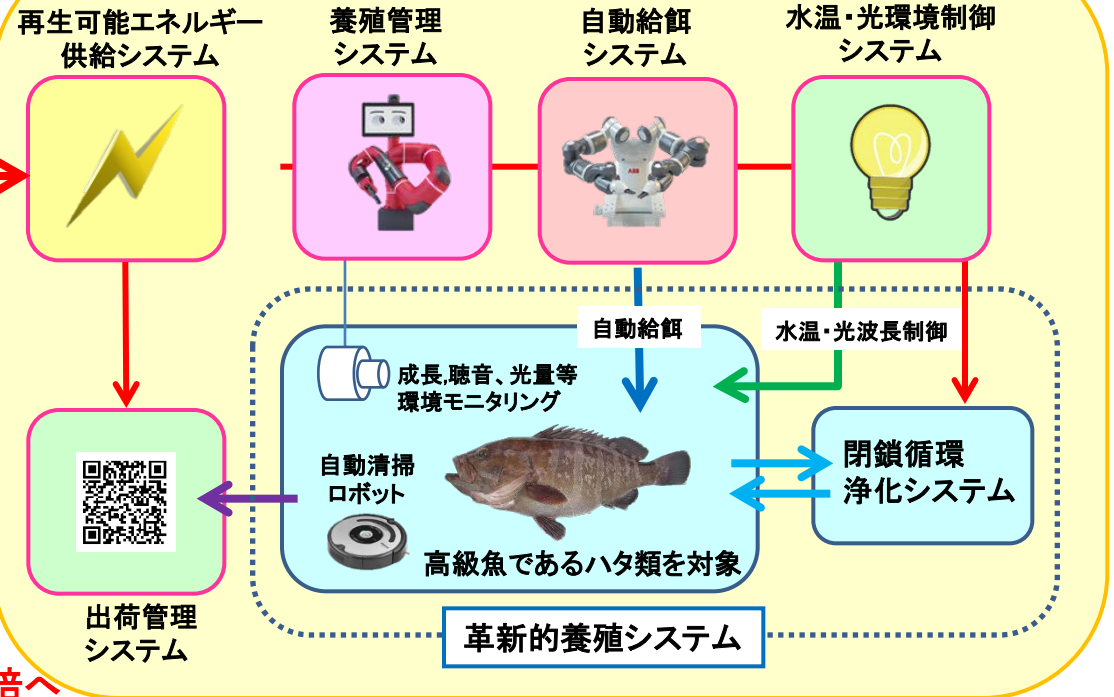 再生可能エネルギー
供給システム
養殖管理
システム
自動給餌
システム
水温・光環境制御
システム
ABB
自動給餌
水温・光波長制御
成長,聴音、光量等
環境モニタリング
自動清掃
ロボット
閉鎖循環
浄化システム
高級魚であるハタ類を対象
出荷管理
システム
革新的養殖システム
倍へ